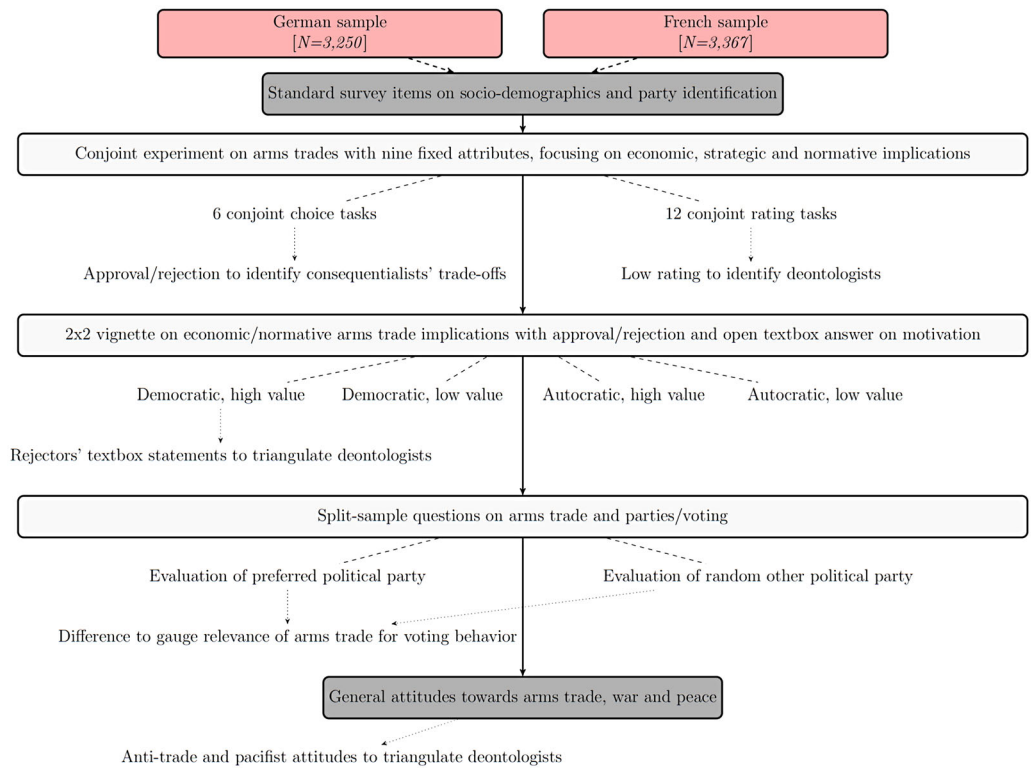 German sample
[N=3,250]
French sample
[N=3,367]
Standard survey items on socio-demographics and party identification
Conjoint experiment on arms trades with nine fixed attributes, focusing on economic, strategic and normative implications
6 conjoint choice tasks
12 conjoint rating tasks
Approval/rejection to identify consequentialists' trade-offs
Low rating to identify deontologists
2x2 vignette on economic/normative arms trade implications with approval/rejection and open textbox answer on motivation
Democratic, high value
Democratic, low value
Autocratic, high value
Autocratic, low value
Rejectors' textbox statements to triangulate deontologists
Split-sample questions on arms trade and parties/voting
Evaluation of preferred political party
Evaluation of random other political party
Difference to gauge relevance of arms trade for voting behavior
General attitudes towards arms trade, war and peace
Anti-trade and pacifist attitudes to triangulate deontologists